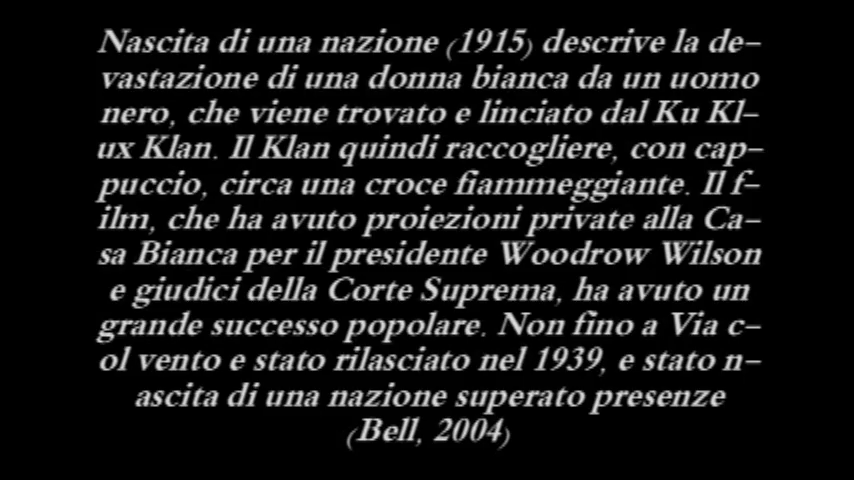 Nascita di una nazione (1915) descrive la de-
vastazione di una donna bianca da un uomo
nero, che viene trovato e linciato dal Ku Kl-
ux Klan. Il Klan quindi raccogliere, con cap-
puccio, circa una croce fiammeggiante. Il f-
ilm, che ha avuto proiezioni private alla Ca-
sa Bianca per il presidente Woodrow Wilson
e giudici della Corte Suprema, ha avuto un
grande successo popolare. Non fino a Via c-
ol vento e stato rilasciato nel 1939, e stato n-
ascita di una nazione superato presenze
(Bell, 2004)